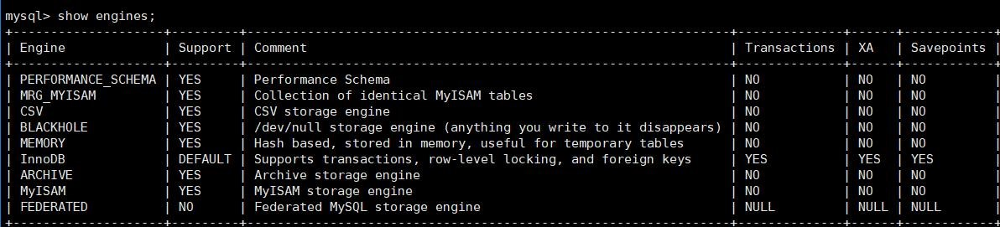 mysql> show engines;
+--------------------+---------+----------------------------------------------------------------+--------------+------+------------+
| Engine             | Support | Comment                                                        | Transactions | XA   | Savepoints |
+--------------------+---------+----------------------------------------------------------------+--------------+------+------------+
| PERFORMANCE_SCHEMA | YES     | Performance Schema                                             | NO           | NO   | NO         |
| MRG_MYISAM         | YES     | Collection of identical MyISAM tables                          | NO           | NO   | NO         |
| CSV                | YES     | CSV storage engine                                             | NO           | NO   | NO         |
| BLACKHOLE          | YES     | /dev/null storage engine (anything you write to it disappears) | NO           | NO   | NO         |
| MEMORY             | YES     | Hash based, stored in memory, useful for temporary tables      | NO           | NO   | NO         |
| InnoDB             | DEFAULT | Supports transactions, row-level locking, and foreign keys     | YES          | YES  | YES        |
| ARCHIVE            | YES     | Archive storage engine                                         | NO           | NO   | NO         |
| MyISAM             | YES     | MyISAM storage engine                                          | NO           | NO   | NO         |
| FEDERATED          | NO      | Federated MySQL storage engine                                 | NULL         | NULL | NULL       |
+--------------------+---------+----------------------------------------------------------------+--------------+------+------------+